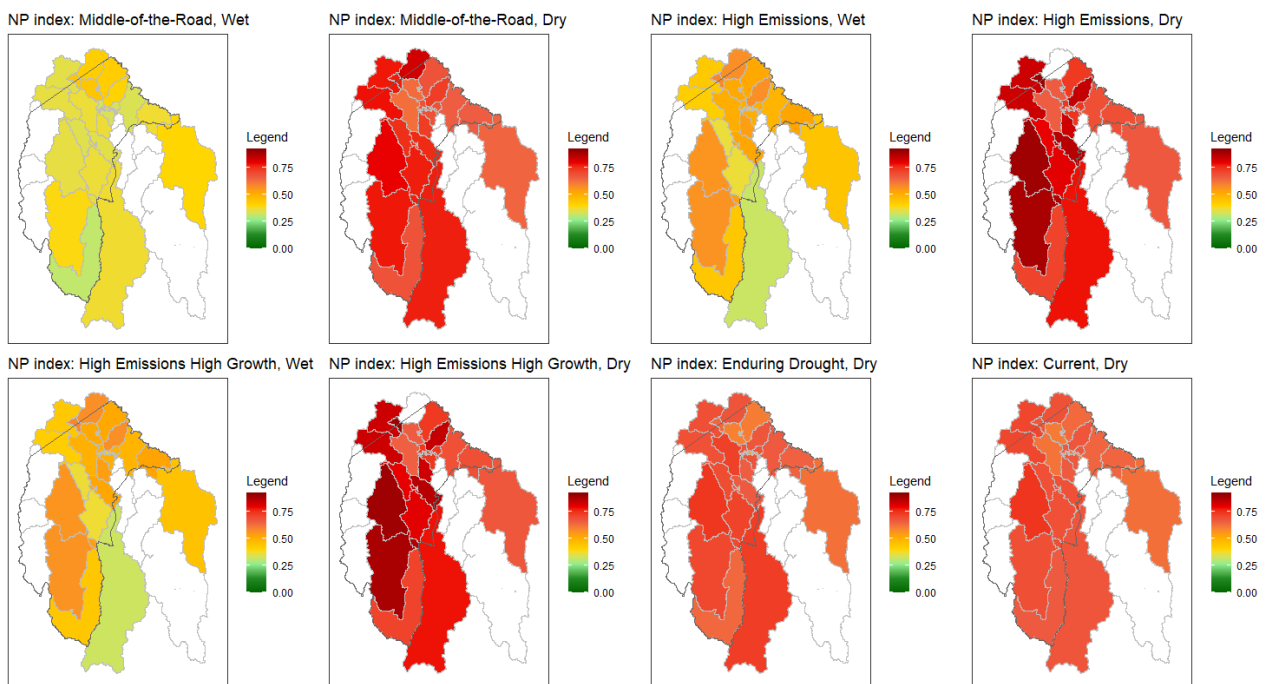 NP index: Middle-of-the-Road, Wet
NP index: Middle-of-the-Road, Dry
NP index: High Emissions, Wet
NP index: High Emissions, Dry
Legend
0.75
0.50
0.25
0.00
Legend
0.75
0.50
0.25
0.00
Legend
0.75
0.50
0.25
0.00
Legend
0.75
0.50
0.25
0.00
NP index: High Emissions High Growth, Wet
NP index: High Emissions High Growth, Dry
NP index: Enduring Drought, Dry
NP index: Current, Dry
Legend
0.75
0.50
0.25
0.00
Legend
0.75
0.50
0.25
0.00
Legend
0.75
0.50
0.25
0.00
Legend
0.75
0.50
0.25
0.00